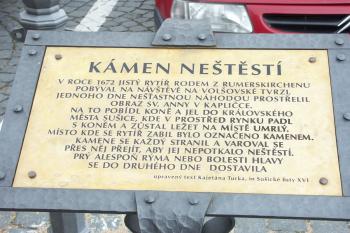 KÁMEN NEŠTĚSTÍ
V ROCE 1672 JISTÝ RYTÍŘ RODEM Z RUMERSKIRCHENU
POBÝVAL NA NÁVŠTĚVĚ NA VOLŠOVSKÉ TVRZI.
JEDNOHO DNE NEŠŤASTNOU NÁHODOU PROSTŘELIL
OBRAZ SV. ANNY V KAPLIČCE.
NA TO POBÍDL KONĚ A JEL DO KRÁLOVSKÉHO
MĚSTA SUŠICE, KDE V PROSTŘED RYNKU PADL
S KONĚM A ZŮSTAL LEŽET NA MÍSTĚ UMRLÝ.
MÍSTO KDE SE RYTÍŘ ZABIL BYLO OZNAČENO KAMENEM.
KAMENE SE KAŽDÝ STRANIL A VAROVAL SE
PŘES NĚJ PŘEJÍT, ABY JEJ NEPOTKALO NEŠTĚSTÍ.
PRÝ ALESPOŇ RÝMA NEBO BOLESTI HLAVY
SE DO DRUHÉHO DNE DOSTAVILA
upravený text Kajetána Turka, in Sušické listy XVI